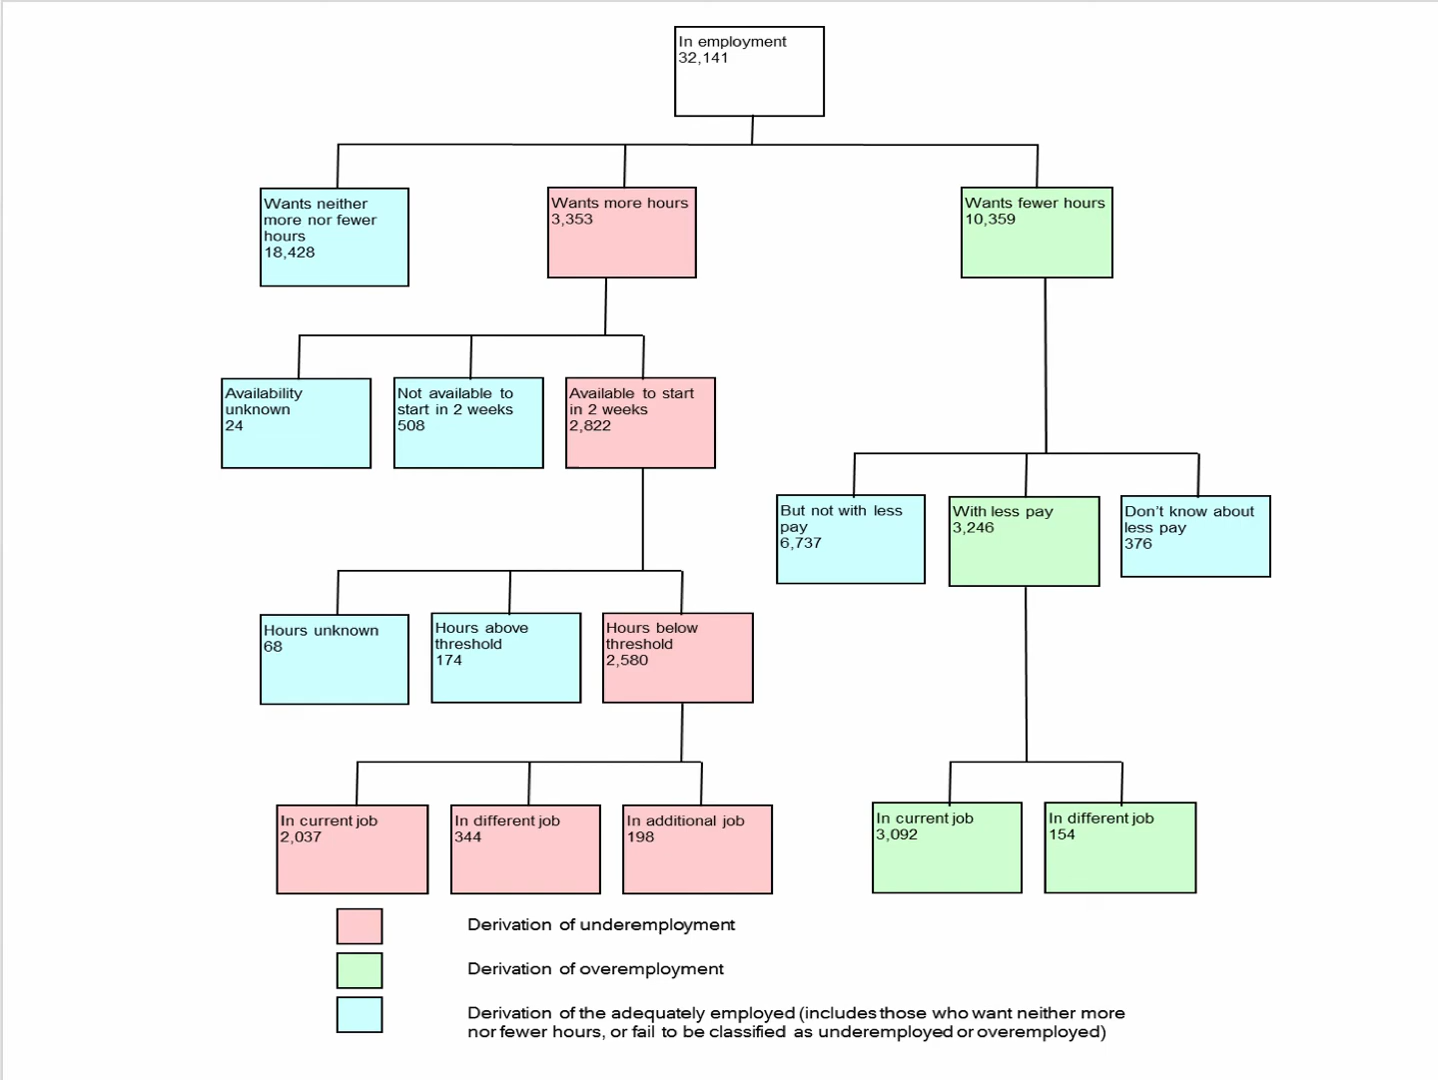 In employment
32,141
Wants neither
more nor fewer
hours
18,428
Wants more hours
3,353
Wants fewer hours
10,359
Availability
unknown
24
Not available to
start in 2 weeks
508
Available to start
in 2 weeks
2,822
But not with less
pay
6,737
With less pay
3,246
Don't know about
less pay
376
Hours unknown
68
Hours above
threshold
174
Hours below
threshold
2,580
In current job
2,037
In different job
344
In additional job
198
In current job
3,092
In different job
154
Derivation of underemployment
Derivation of overemployment
Derivation of the adequately employed (includes those who want neither more
nor fewer hours, or fail to be classified as underemployed or overemployed)